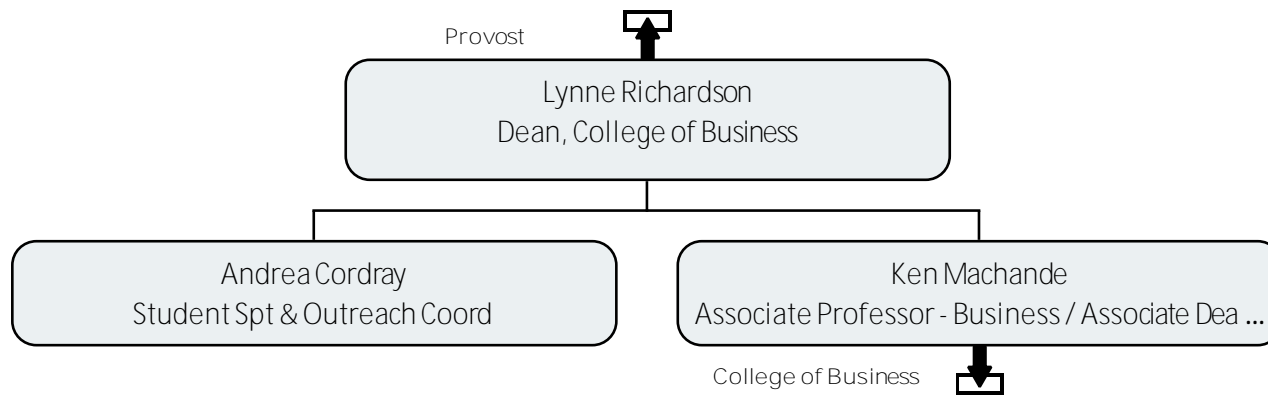 Provost
Lynne Richardson
Dean, College of Business
Andrea Cordray
Student Spt & Outreach Coord
Ken Machande
Associate Professor - Business / Associate Dea ...
College of Business